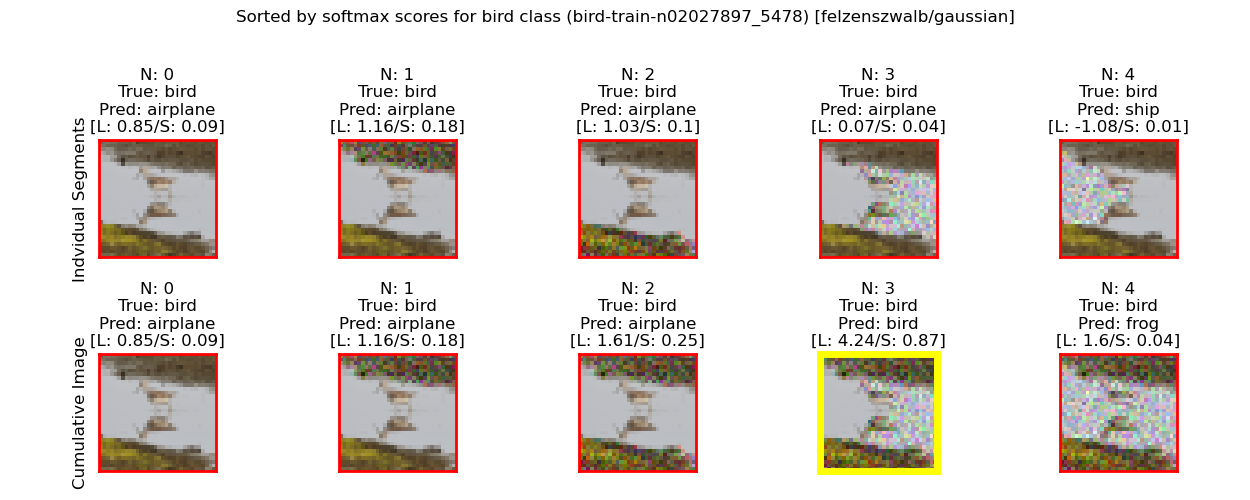 Sorted by softmax scores for bird class (bird-train-n02027897_5478) [felzenszwalb/gaussian]
Indvidual Segments
N: 0
True: bird
Pred: airplane
[L: 0.85/S: 0.09]
N: 1
True: bird
Pred: airplane
[L: 1.16/S: 0.18]
N: 2
True: bird
Pred: airplane
[L: 1.03/S: 0.1]
N: 3
True: bird
Pred: airplane
[L: 0.07/S: 0.04]
N: 4
True: bird
Pred: ship
[L: -1.08/S: 0.01]
Cumulative Image
N: 0
True: bird
Pred: airplane
[L: 0.85/S: 0.09]
N: 1
True: bird
Pred: airplane
[L: 1.16/S: 0.18]
N: 2
True: bird
Pred: airplane
[L: 1.61/S: 0.25]
N: 3
True: bird
Pred: bird
[L: 4.24/S: 0.87]
N: 4
True: bird
Pred: frog
[L: 1.6/S: 0.04]